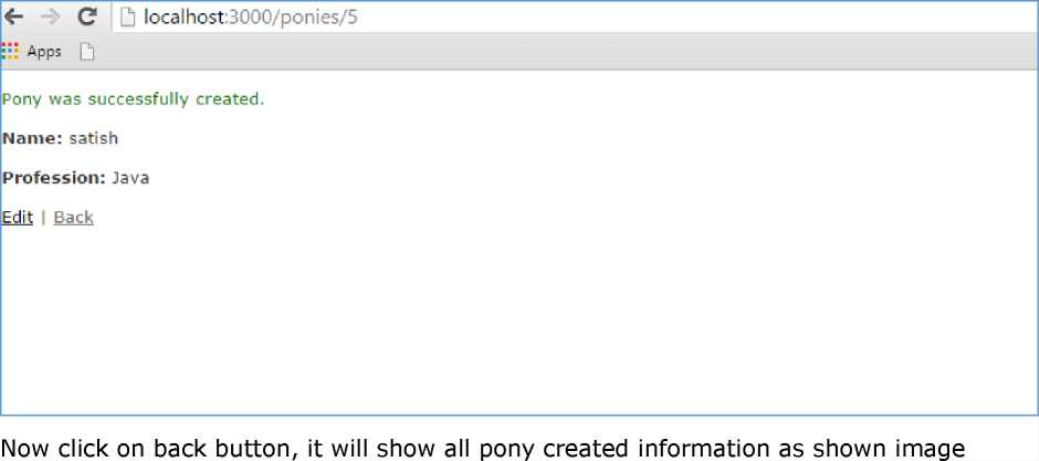 localhost:3000/ponies/5
Apps
Pony was successfully created.
Name: satish
Profession: Java
Edit | Back
Now click on back button, it will show all pony created information as shown image